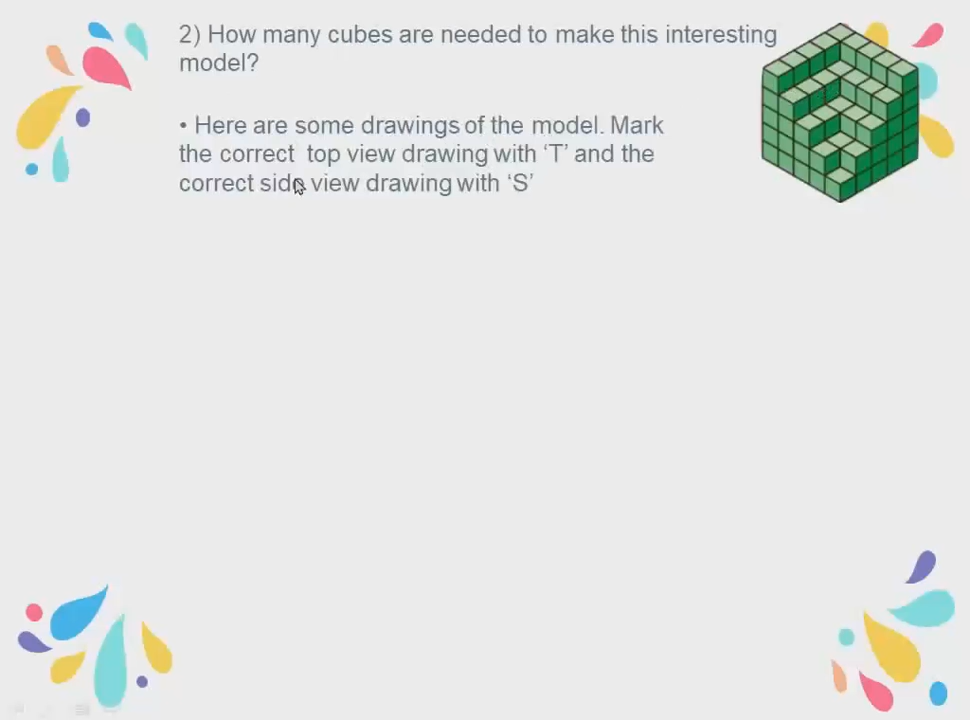 2) How many cubes are needed to make this interesting
model?
• Here are some drawings of the model. Mark
the correct top view drawing with ‘T’ and the
correct side view drawing with ‘S’